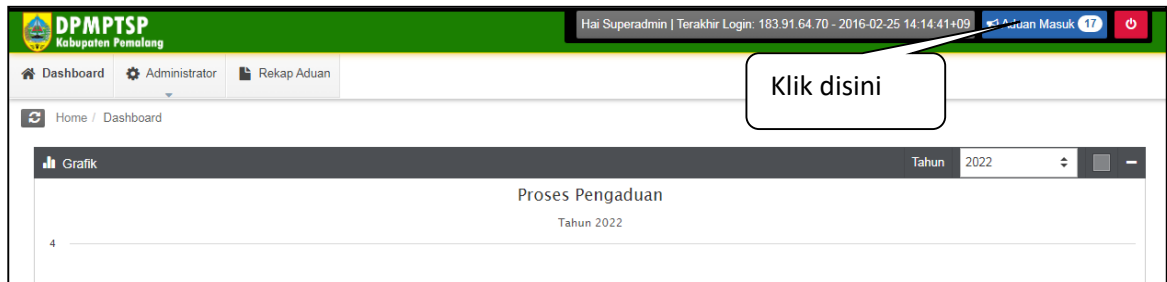 DPMPTSP
Kabupaten Pemalang
Hai Superadmin | Terakhir Login: 183.91.64.70 - 2016-02-25 14:14:41+09
Aduan Masuk 17
Dashboard Administrator Rekap Aduan
Klik disini
Home / Dashboard
Grafik
Tahun 2022
Proses Pengaduan
Tahun 2022
4